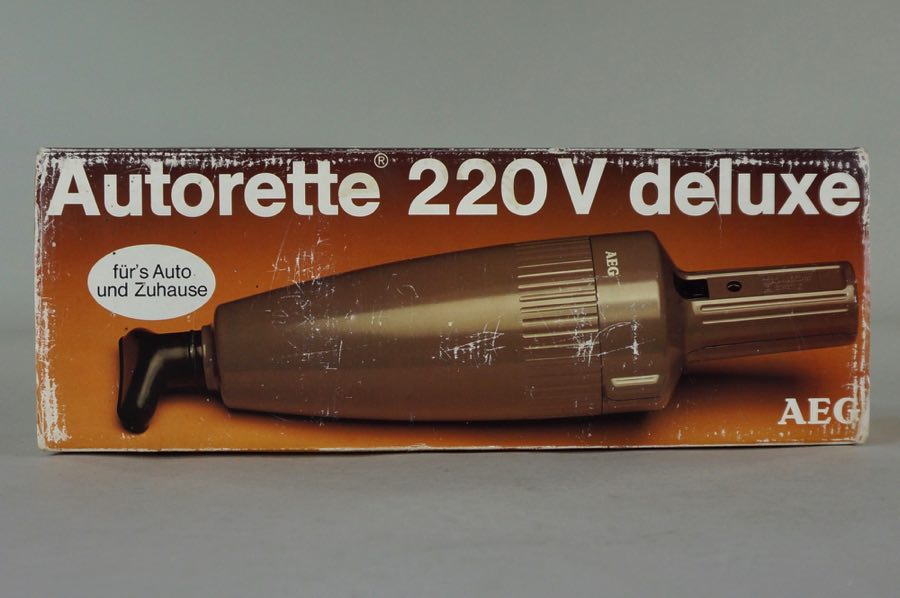 Autorette® 220 V deluxe
für's Auto
und Zuhause
AEG
AEG